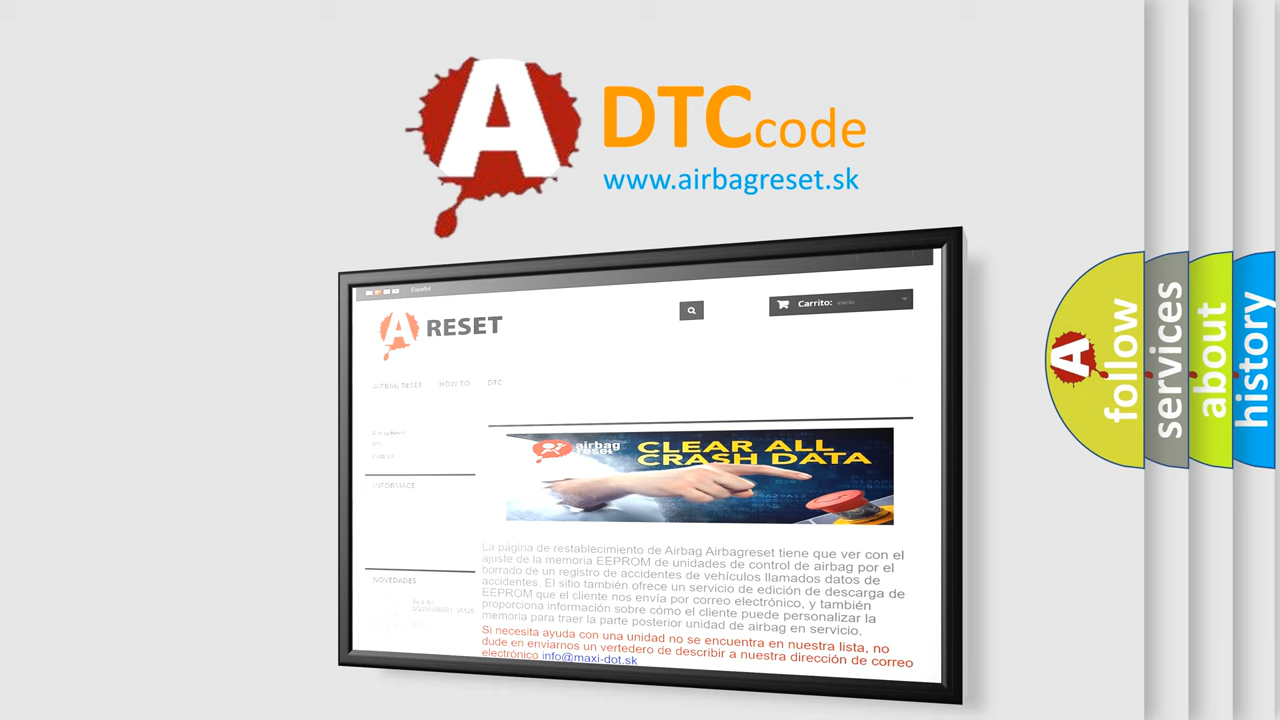 A
DTCcode
www.airbagreset.sk
Español
A RESET
Carrito: vacío
AIRBAG RESET HOW TO DTC
CLEAR ALL
CRASH DATA
airbag
reset
INFORMACE
La página de restablecimiento de Airbag Airbagreset tiene que ver con el
ajuste de la memoria EEPROM de unidades de control de airbag por el
borrado de un registro de accidentes de vehículos llamados datos de
accidentes. El sitio también ofrece un servicio de edición de descarga de
EEPROM que el cliente nos envía por correo electrónico, y también
proporciona información sobre cómo el cliente puede personalizar la
memoria para traer la parte posterior unidad de airbag en servicio.
Si necesita ayuda con una unidad no se encuentra en nuestra lista, no
dude en enviarnos un vertedero de describir a nuestra dirección de correo
electrónico info@maxi-dot.sk
NOVEDADES
A
follow
services
about
history